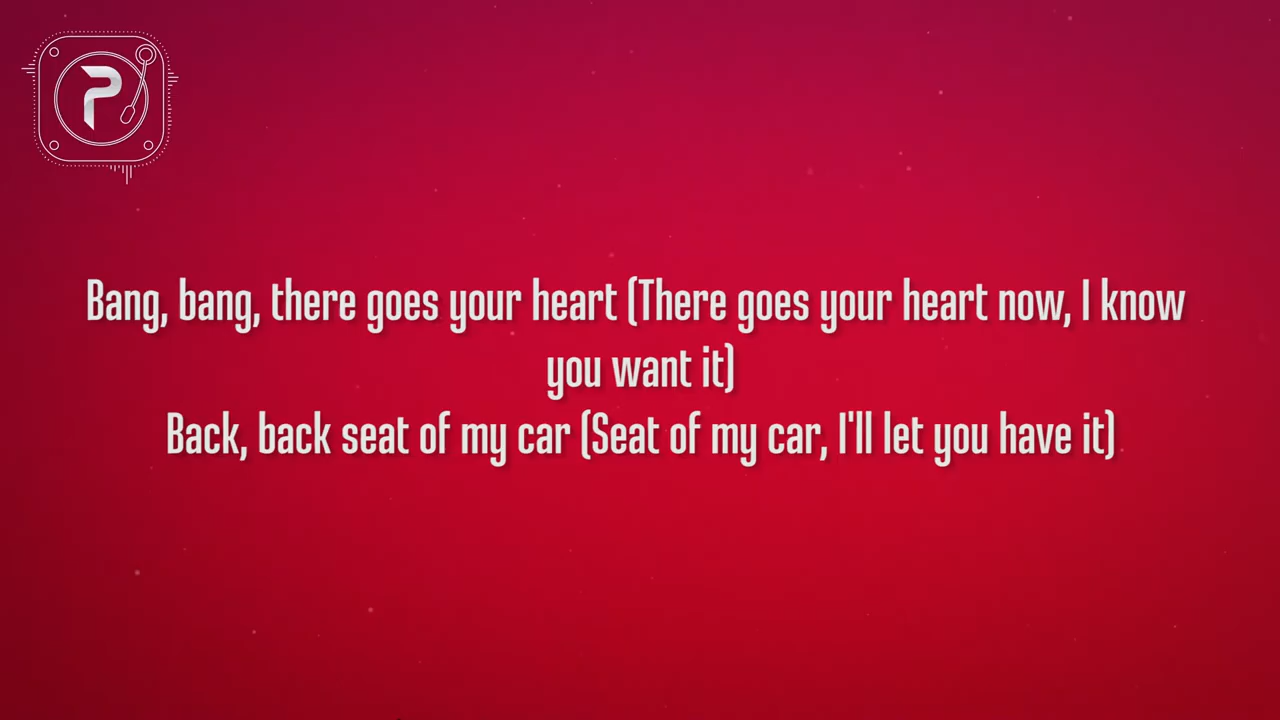 P
Bang, bang, there goes your heart (There goes your heart now, I know
you want it)
Back, back seat of my car (Seat of my car, I'll let you have it)